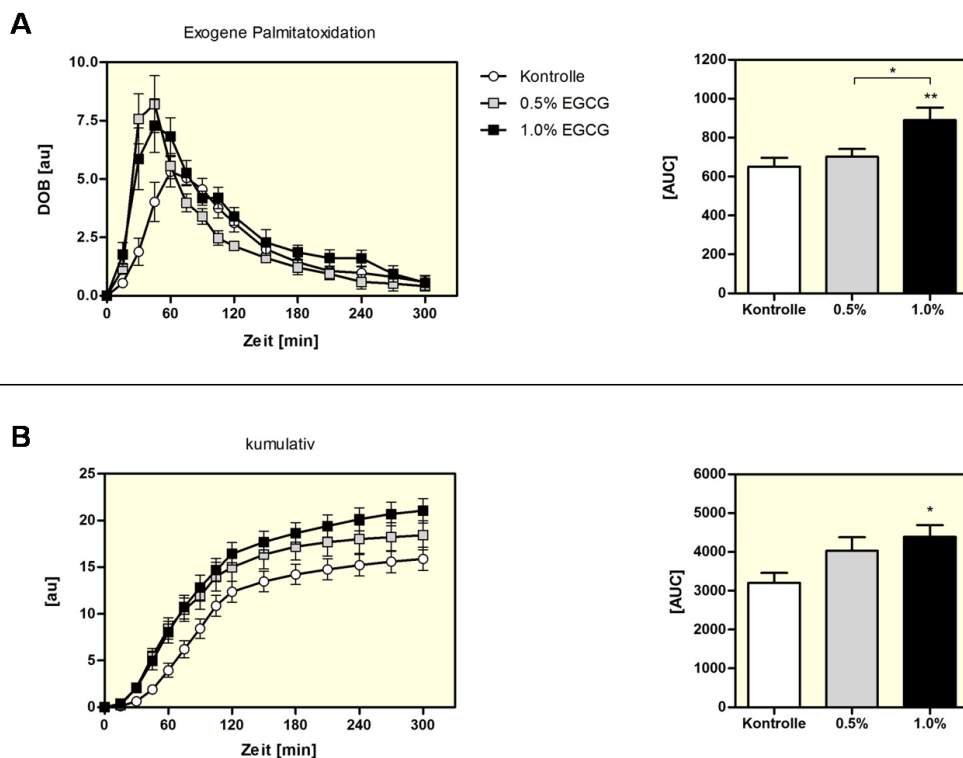 A
Exogene Palmitatoxidation
DOB [au]
10.0
7.5
5.0
2.5
0.0
0 60 120 180 240 300
Zeit [min]
Kontrolle
0.5% EGCG
1.0% EGCG
[AUC]
1200
1000
800
600
400
200
0
*
**
Kontrolle 0.5% 1.0%
B
kumulativ
[au]
25
20
15
10
5
0
0 60 120 180 240 300
Zeit [min]
[AUC]
6000
5000
4000
3000
2000
1000
0
*
Kontrolle 0.5% 1.0%